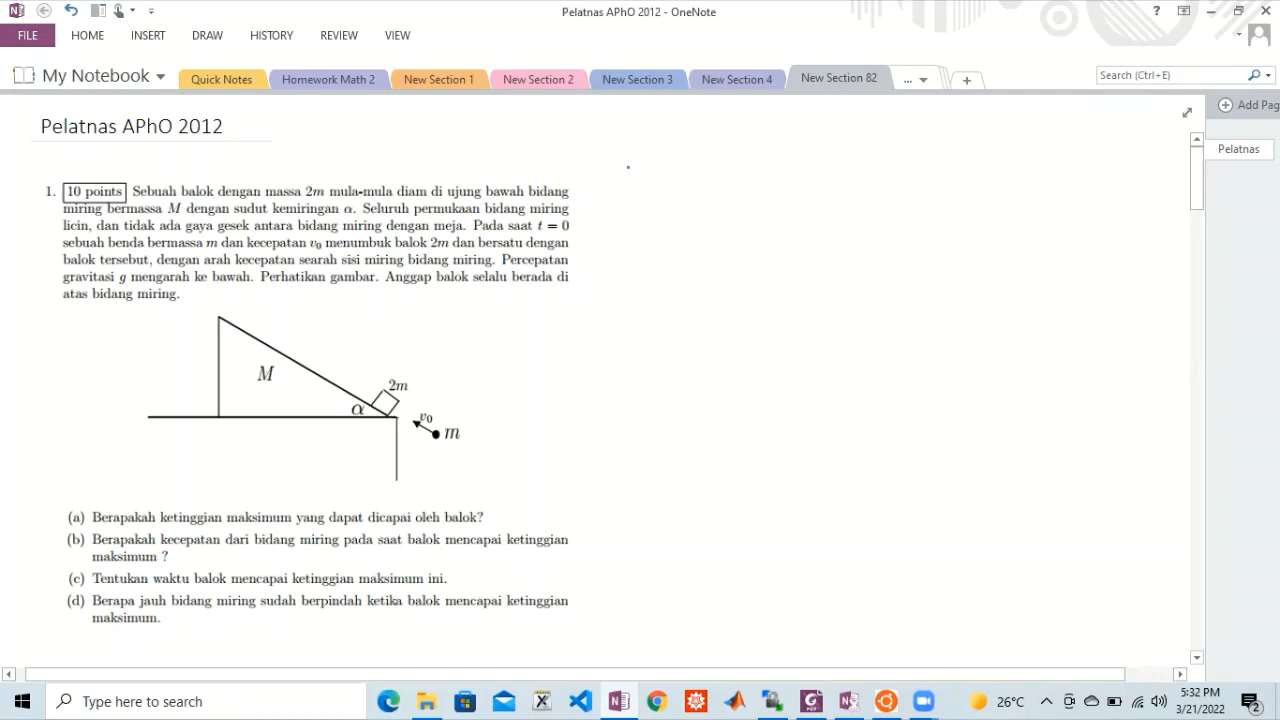 Pelatnas APhO 2012 - OneNote
?
FILE HOME INSERT DRAW HISTORY REVIEW VIEW
My Notebook Quick Notes Homework Math 2 New Section 1 New Section 2 New Section 3 New Section 4 New Section 82 ... +
Search (Ctrl+E)
Add Pag
Pelatnas
Pelatnas APhO 2012
1. 10 points Sebuah balok dengan massa 2m mula-mula diam di ujung bawah bidang
miring bermassa M dengan sudut kemiringan α. Seluruh permukaan bidang miring
licin, dan tidak ada gaya gesek antara bidang miring dengan meja. Pada saat t = 0
sebuah benda bermassa m dan kecepatan v₀ menumbuk balok 2m dan bersatu dengan
balok tersebut, dengan arah kecepatan searah sisi miring bidang miring. Percepatan
gravitasi g mengarah ke bawah. Perhatikan gambar. Anggap balok selalu berada di
atas bidang miring.
M
2m
α
v₀
m
(a) Berapakah ketinggian maksimum yang dapat dicapai oleh balok?
(b) Berapakah kecepatan dari bidang miring pada saat balok mencapai ketinggian
maksimum ?
(c) Tentukan waktu balok mencapai ketinggian maksimum ini.
(d) Berapa jauh bidang miring sudah berpindah ketika balok mencapai ketinggian
maksimum.
Type here to search
26°C
5:32 PM
3/21/2022
2